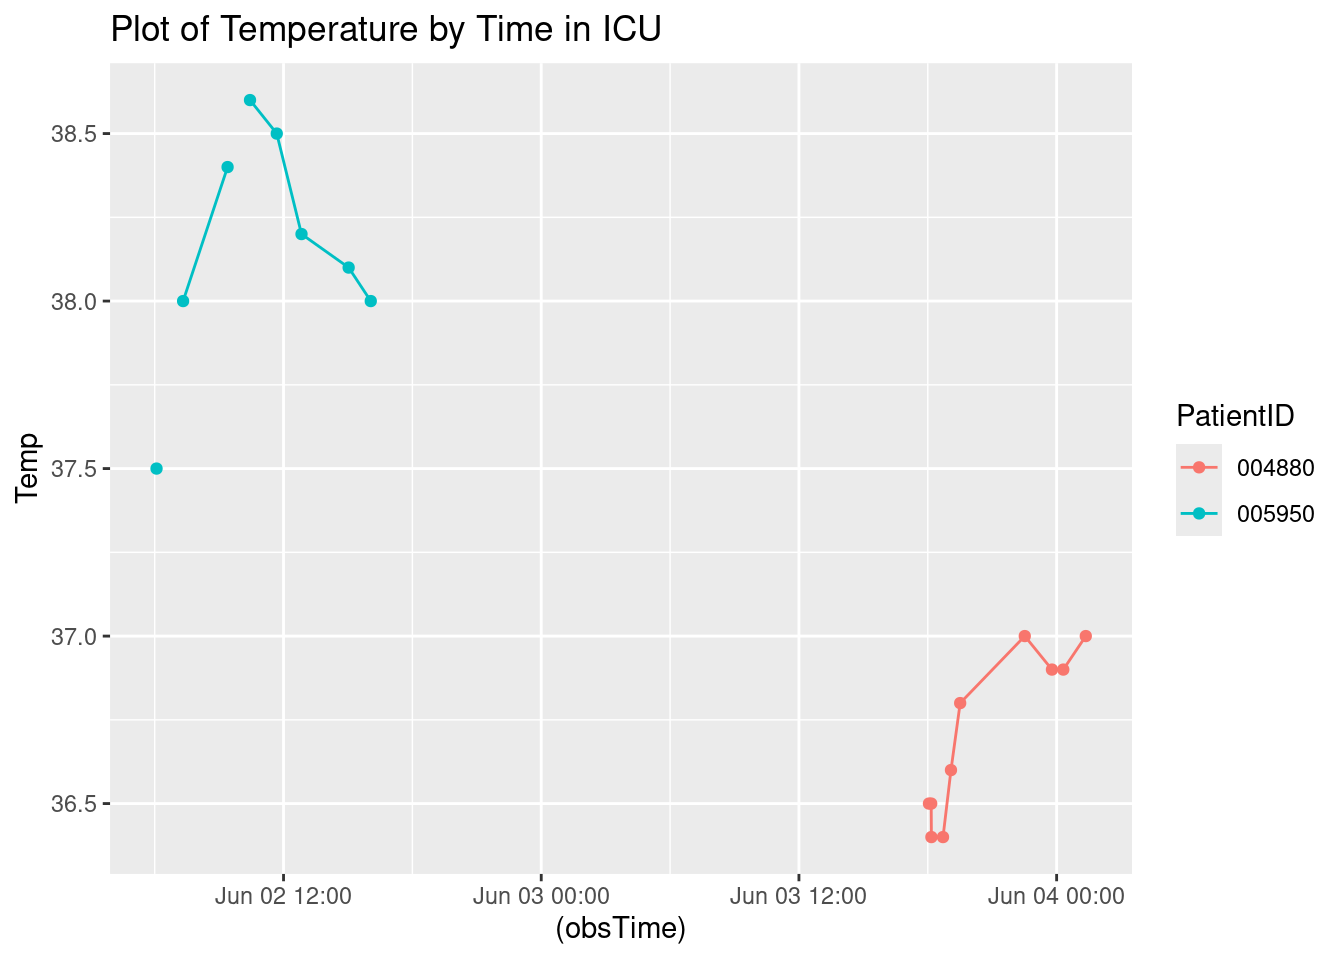 Plot of Temperature by Time in ICU
38.5
38.0
37.5
37.0
36.5
Temp
Jun 02 12:00
Jun 03 00:00
Jun 03 12:00
Jun 04 00:00
(obsTime)
PatientID
004880
005950